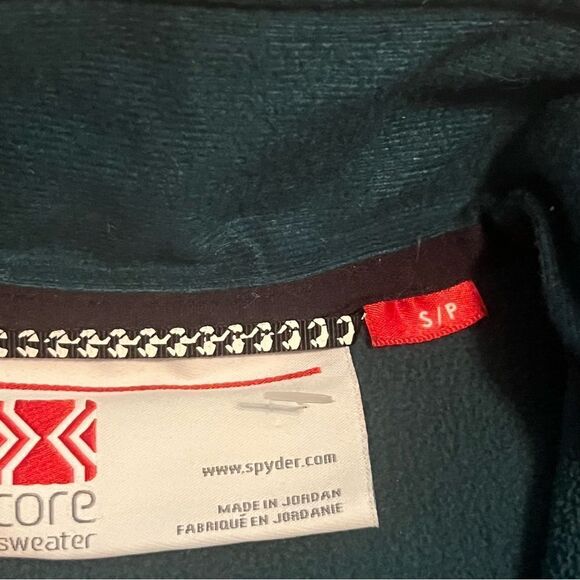 S/P
www.spyder.com
MADE IN JORDAN
FABRIQUÉ EN JORDANIE
core
sweater